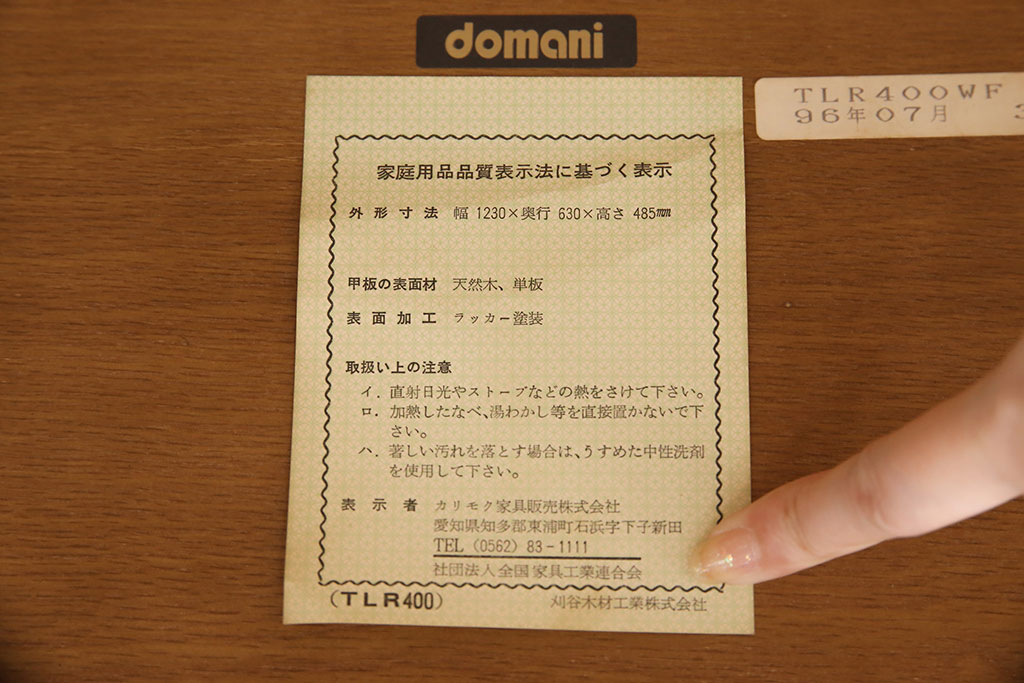 domani
TLR400WF
96年07月
家庭用品品質表示法に基づく表示
外形寸法 幅 1230×奥行 630×高さ 485㎜
甲板の表面材 天然木、単板
表面加工 ラッカー塗装
取扱い上の注意
イ. 直射日光やストーブなどの熱をさけて下さい。
ロ. 加熱したなべ、湯わかし等を直接置かないで下
さい。
ハ. 著しい汚れを落とす場合は、うすめた中性洗剤
を使用して下さい。
表示者 カリモク家具販売株式会社
愛知県知多郡東浦町石浜字下子新田
TEL (0562) 83-1111
社団法人全国家具工業連合会
(TLR400) 刈谷木材工業株式会社